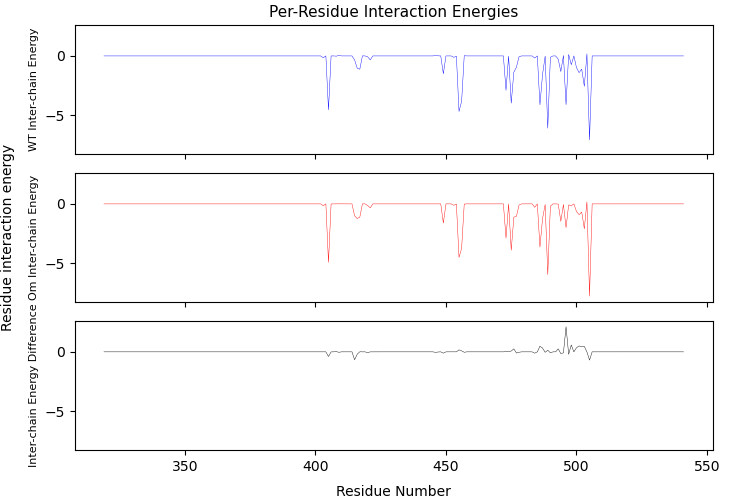 Per-Residue Interaction Energies
Residue interaction energy
WT Inter-chain Energy
0
−5
Om Inter-chain Energy
0
−5
Inter-chain Energy Difference
0
−5
350
400
450
500
550
Residue Number